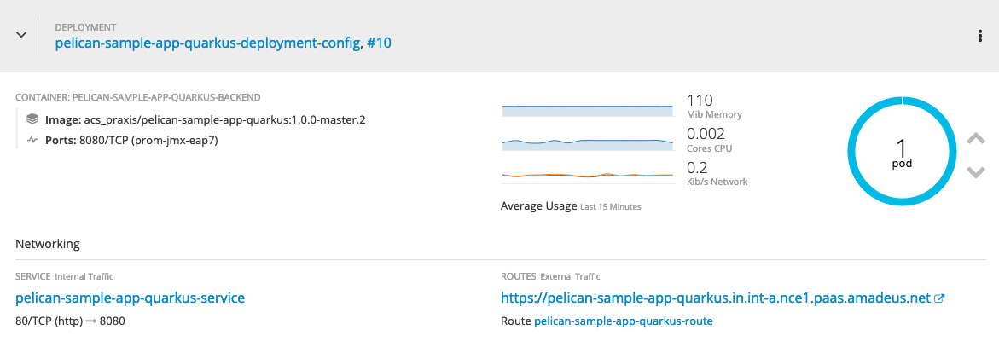 DEPLOYMENT
pelican-sample-app-quarkus-deployment-config, #10
CONTAINER: PELICAN-SAMPLE-APP-QUARKUS-BACKEND
Image: acs_praxis/pelican-sample-app-quarkus:1.0.0-master.2
Ports: 8080/TCP (prom-jmx-eap7)
110
Mib Memory
0.002
Cores CPU
0.2
Kib/s Network
Average Usage Last 15 Minutes
1
pod
Networking
SERVICE Internal Traffic
pelican-sample-app-quarkus-service
80/TCP (http) → 8080
ROUTES External Traffic
https://pelican-sample-app-quarkus.in.int-a.nce1.paas.amadeus.net
Route pelican-sample-app-quarkus-route